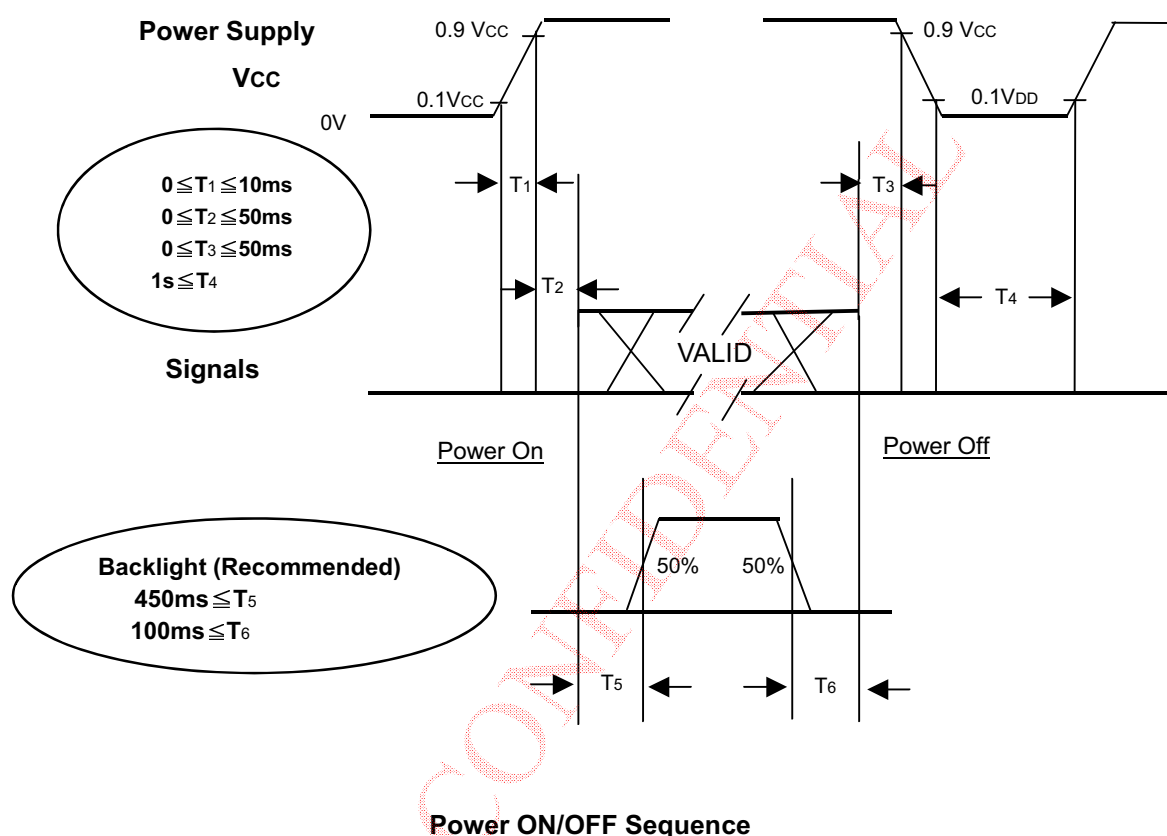 Power Supply
VCC
0.9 VCC
0.9 VCC
0.1VCC
0.1VDD
0V
0≦T1≦10ms
0≦T2≦50ms
0≦T3≦50ms
1s≦T4
T1
T3
T2
T4
VALID
Signals
Power On
Power Off
Backlight (Recommended)
450ms≦T5
100ms≦T6
50%
50%
T5
T6
CONFIDENTIAL
Power ON/OFF Sequence